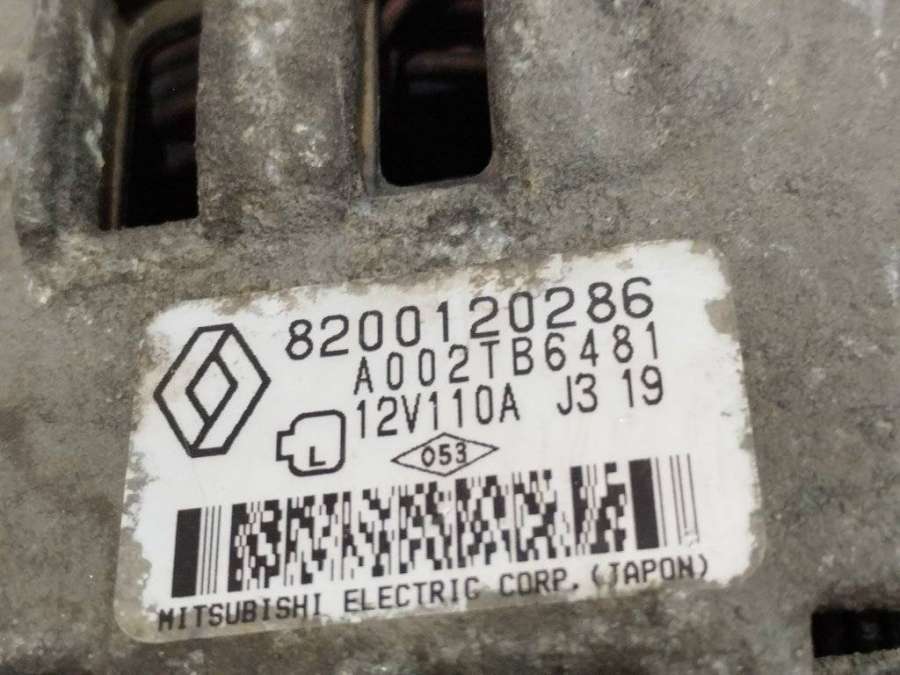 8200120286
A002TB6481
12V110A J3 19
L
053
MITSUBISHI ELECTRIC CORP. (JAPON)